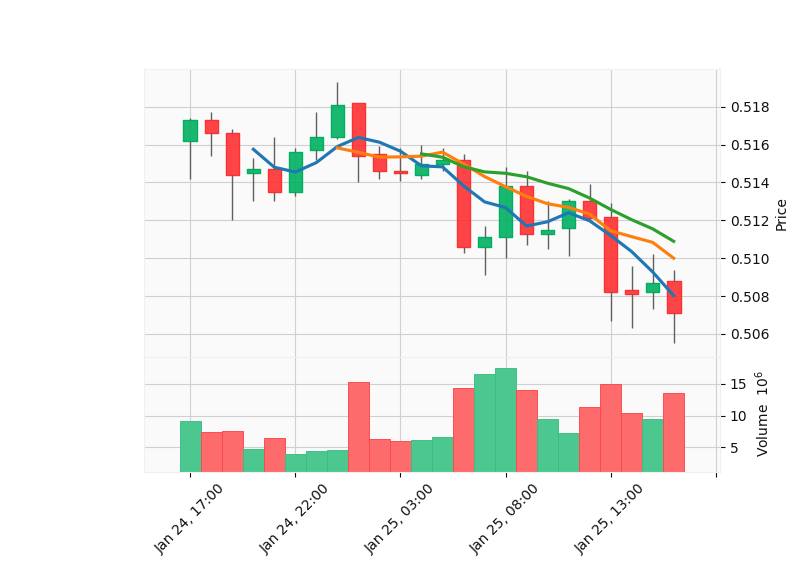 0.518
0.516
0.514
0.512
0.510
0.508
0.506
Price
15
10
5
Volume 10⁶
Jan 24, 17:00
Jan 24, 22:00
Jan 25, 03:00
Jan 25, 08:00
Jan 25, 13:00